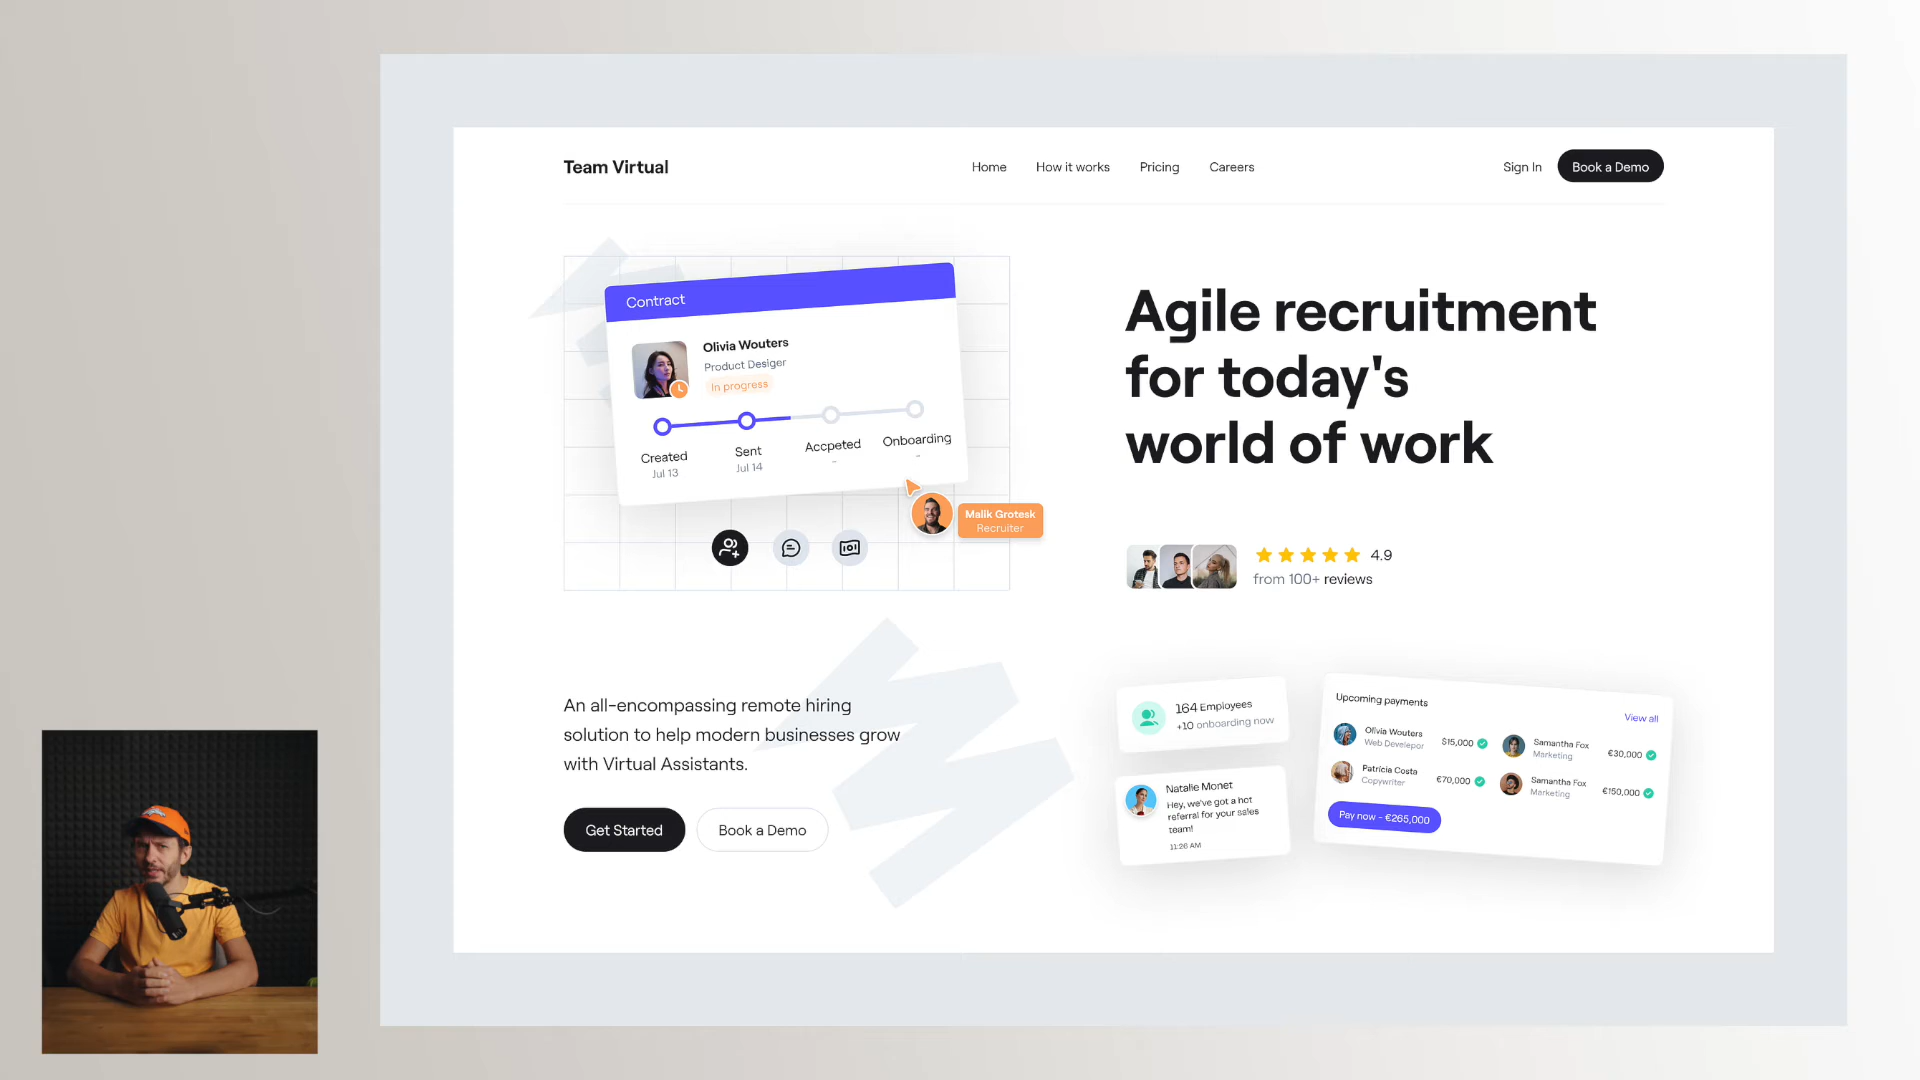 Team Virtual
Home
How it works
Pricing
Careers
Sign In
Book a Demo
Contract
Olivia Wouters
Product Desiger
In progress
Created
Jul 13
Sent
Jul 14
Accpeted
-
Onboarding
-
Malik Grotesk
Recruiter
Agile recruitment
for today's
world of work
4.9
from 100+ reviews
An all-encompassing remote hiring
solution to help modern businesses grow
with Virtual Assistants.
Get Started
Book a Demo
164 Employees
+10 onboarding now
Natalie Monet
Hey, we've got a hot
referral for your sales
team!
11:26 AM
Upcoming payments
View all
Olivia Wouters
Web Develepor
$15,000
Samantha Fox
Marketing
€30,000
Patricia Costa
Copywriter
€70,000
Samantha Fox
Marketing
€150,000
Pay now - €265,000